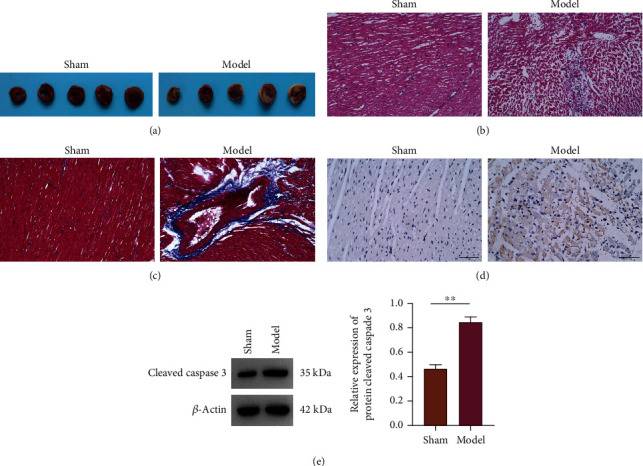 Sham Model
(a)
Sham Model
(b)
Sham Model
(c)
Sham Model
(d)
Sham
Model
Cleaved caspase 3 35 kDa
β-Actin 42 kDa
Relative expression of
protein cleaved caspade 3
1.0
0.8
0.6
0.4
0.2
0.0
**
Sham Model
(e)